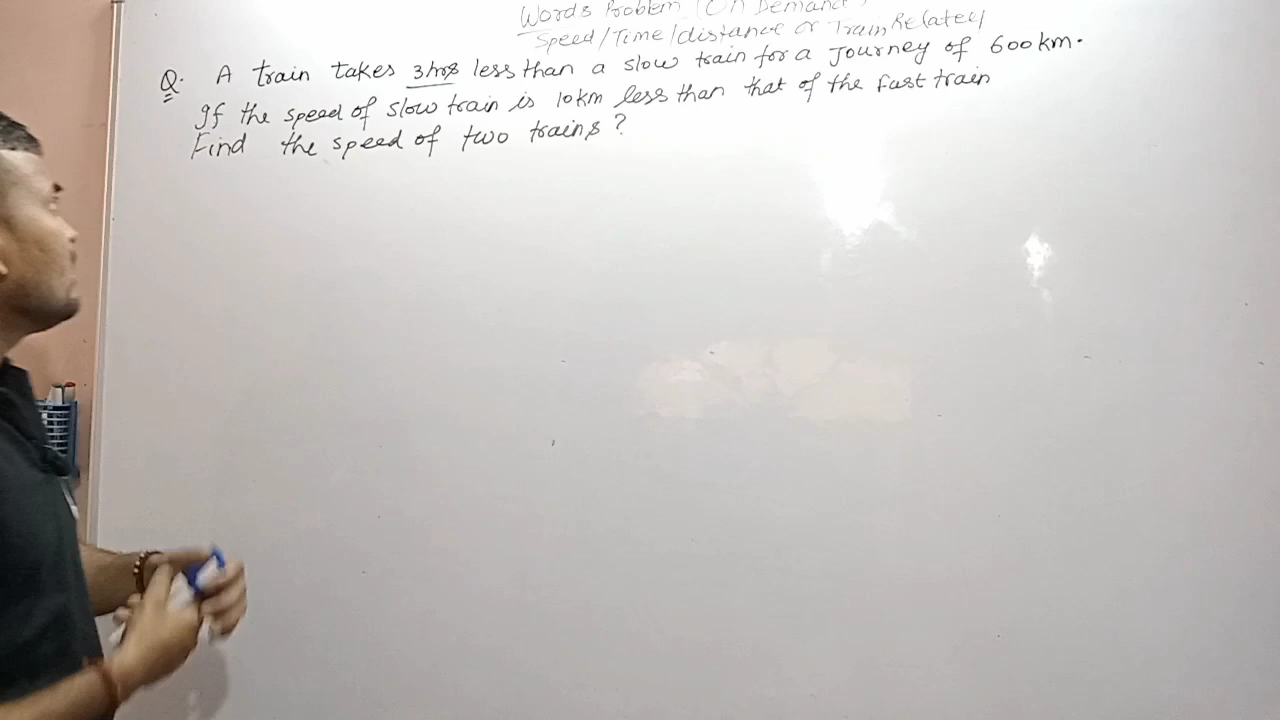 Words Problem (On Demand)
Speed/Time/distance or Train Related
Q. A train takes 3hrs less than a slow train for a Journey of 600km.
If the speed of slow train is 10km less than that of the fast train
Find the speed of two trains?